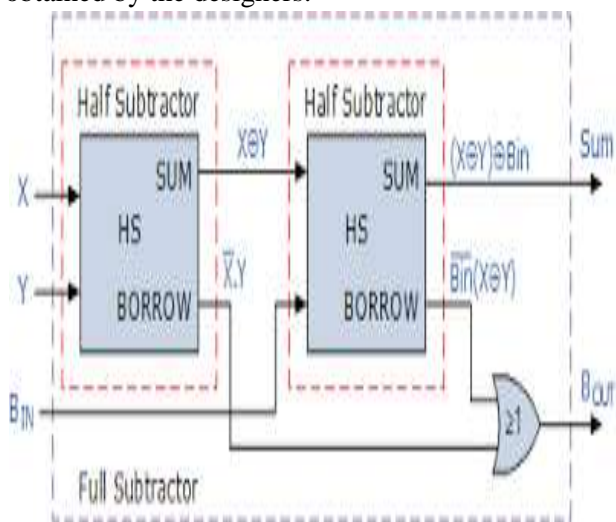 obtained by the designers.
Half Subtractor
Half Subtractor
X⊕Y
(X⊕Y)⊕Bin
Sum
SUM
SUM
X
HS
HS
X̅.Y
B̅i̅n̅(X⊕Y)
Y
BORROW
BORROW
BIN
≥1
BOUT
Full Subtractor